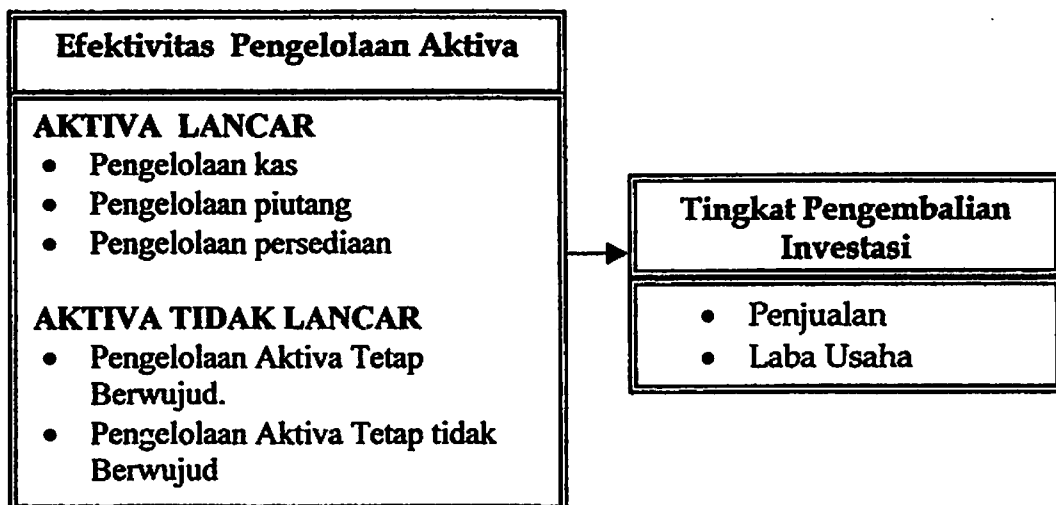 Efektivitas Pengelolaan Aktiva
AKTIVA LANCAR
• Pengelolaan kas
• Pengelolaan piutang
• Pengelolaan persediaan
AKTIVA TIDAK LANCAR
• Pengelolaan Aktiva Tetap
Berwujud.
• Pengelolaan Aktiva Tetap tidak
Berwujud
Tingkat Pengembalian
Investasi
• Penjualan
• Laba Usaha